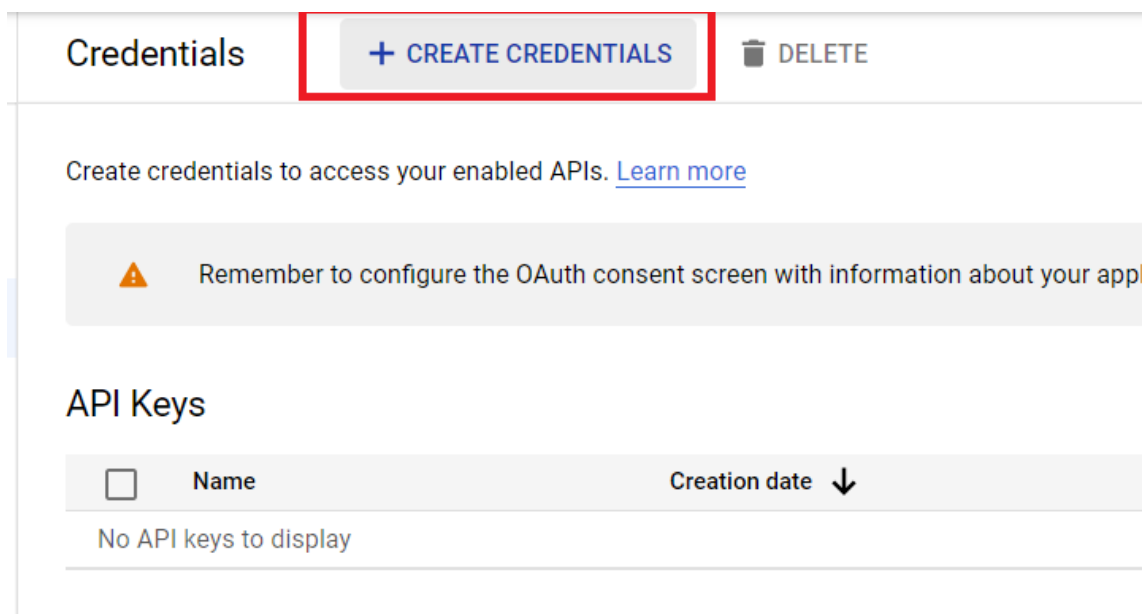 Credentials + CREATE CREDENTIALS DELETE
Create credentials to access your enabled APIs. Learn more
Remember to configure the OAuth consent screen with information about your appl
API Keys
Name Creation date
No API keys to display